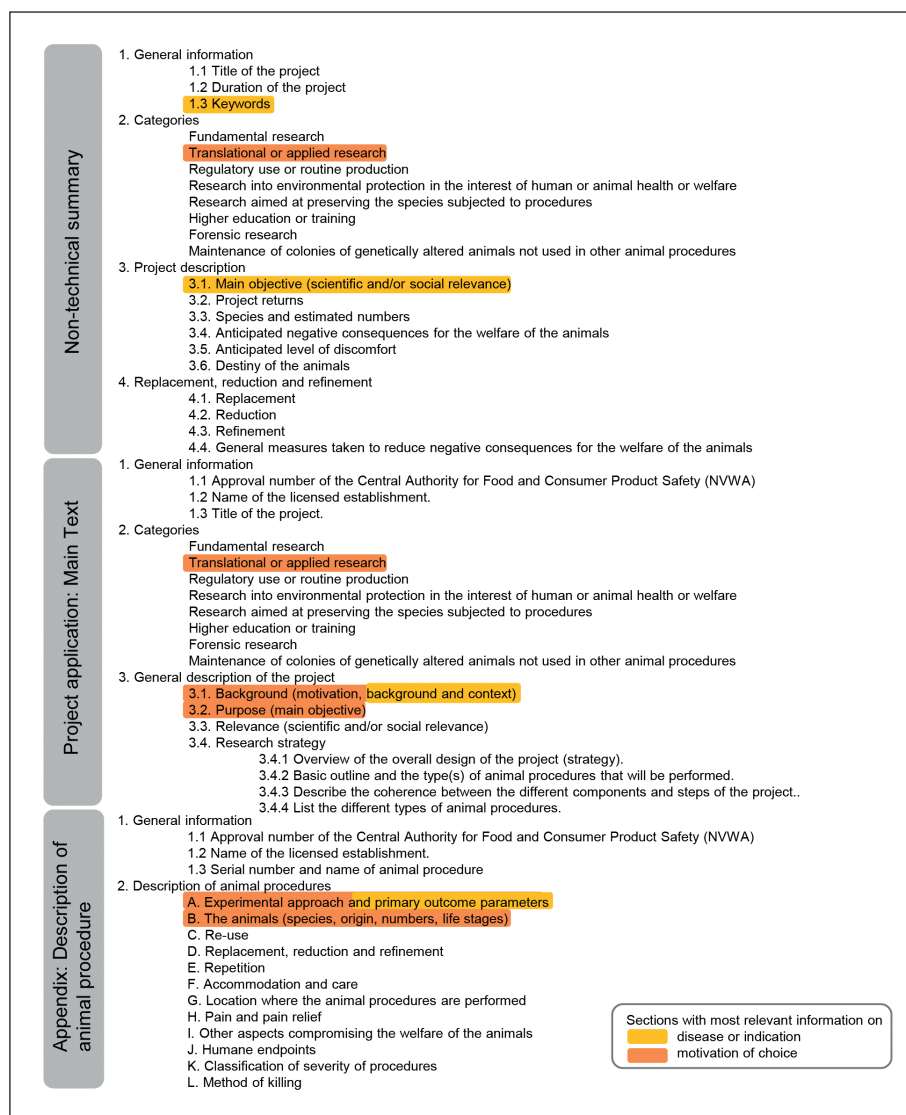 Non-technical summary
1. General information
1.1 Title of the project
1.2 Duration of the project
1.3 Keywords
2. Categories
Fundamental research
Translational or applied research
Regulatory use or routine production
Research into environmental protection in the interest of human or animal health or welfare
Research aimed at preserving the species subjected to procedures
Higher education or training
Forensic research
Maintenance of colonies of genetically altered animals not used in other animal procedures
3. Project description
3.1. Main objective (scientific and/or social relevance)
3.2. Project returns
3.3. Species and estimated numbers
3.4. Anticipated negative consequences for the welfare of the animals
3.5. Anticipated level of discomfort
3.6. Destiny of the animals
4. Replacement, reduction and refinement
4.1. Replacement
4.2. Reduction
4.3. Refinement
4.4. General measures taken to reduce negative consequences for the welfare of the animals
Project application: Main Text
1. General information
1.1 Approval number of the Central Authority for Food and Consumer Product Safety (NVWA)
1.2 Name of the licensed establishment.
1.3 Title of the project.
2. Categories
Fundamental research
Translational or applied research
Regulatory use or routine production
Research into environmental protection in the interest of human or animal health or welfare
Research aimed at preserving the species subjected to procedures
Higher education or training
Forensic research
Maintenance of colonies of genetically altered animals not used in other animal procedures
3. General description of the project
3.1. Background (motivation, background and context)
3.2. Purpose (main objective)
3.3. Relevance (scientific and/or social relevance)
3.4. Research strategy
3.4.1 Overview of the overall design of the project (strategy).
3.4.2 Basic outline and the type(s) of animal procedures that will be performed.
3.4.3 Describe the coherence between the different components and steps of the project..
3.4.4 List the different types of animal procedures.
Appendix: Description of
animal procedure
1. General information
1.1 Approval number of the Central Authority for Food and Consumer Product Safety (NVWA)
1.2 Name of the licensed establishment.
1.3 Serial number and name of animal procedure
2. Description of animal procedures
A. Experimental approach and primary outcome parameters
B. The animals (species, origin, numbers, life stages)
C. Re-use
D. Replacement, reduction and refinement
E. Repetition
F. Accommodation and care
G. Location where the animal procedures are performed
H. Pain and pain relief
I. Other aspects compromising the welfare of the animals
J. Humane endpoints
K. Classification of severity of procedures
L. Method of killing
Sections with most relevant information on
disease or indication
motivation of choice